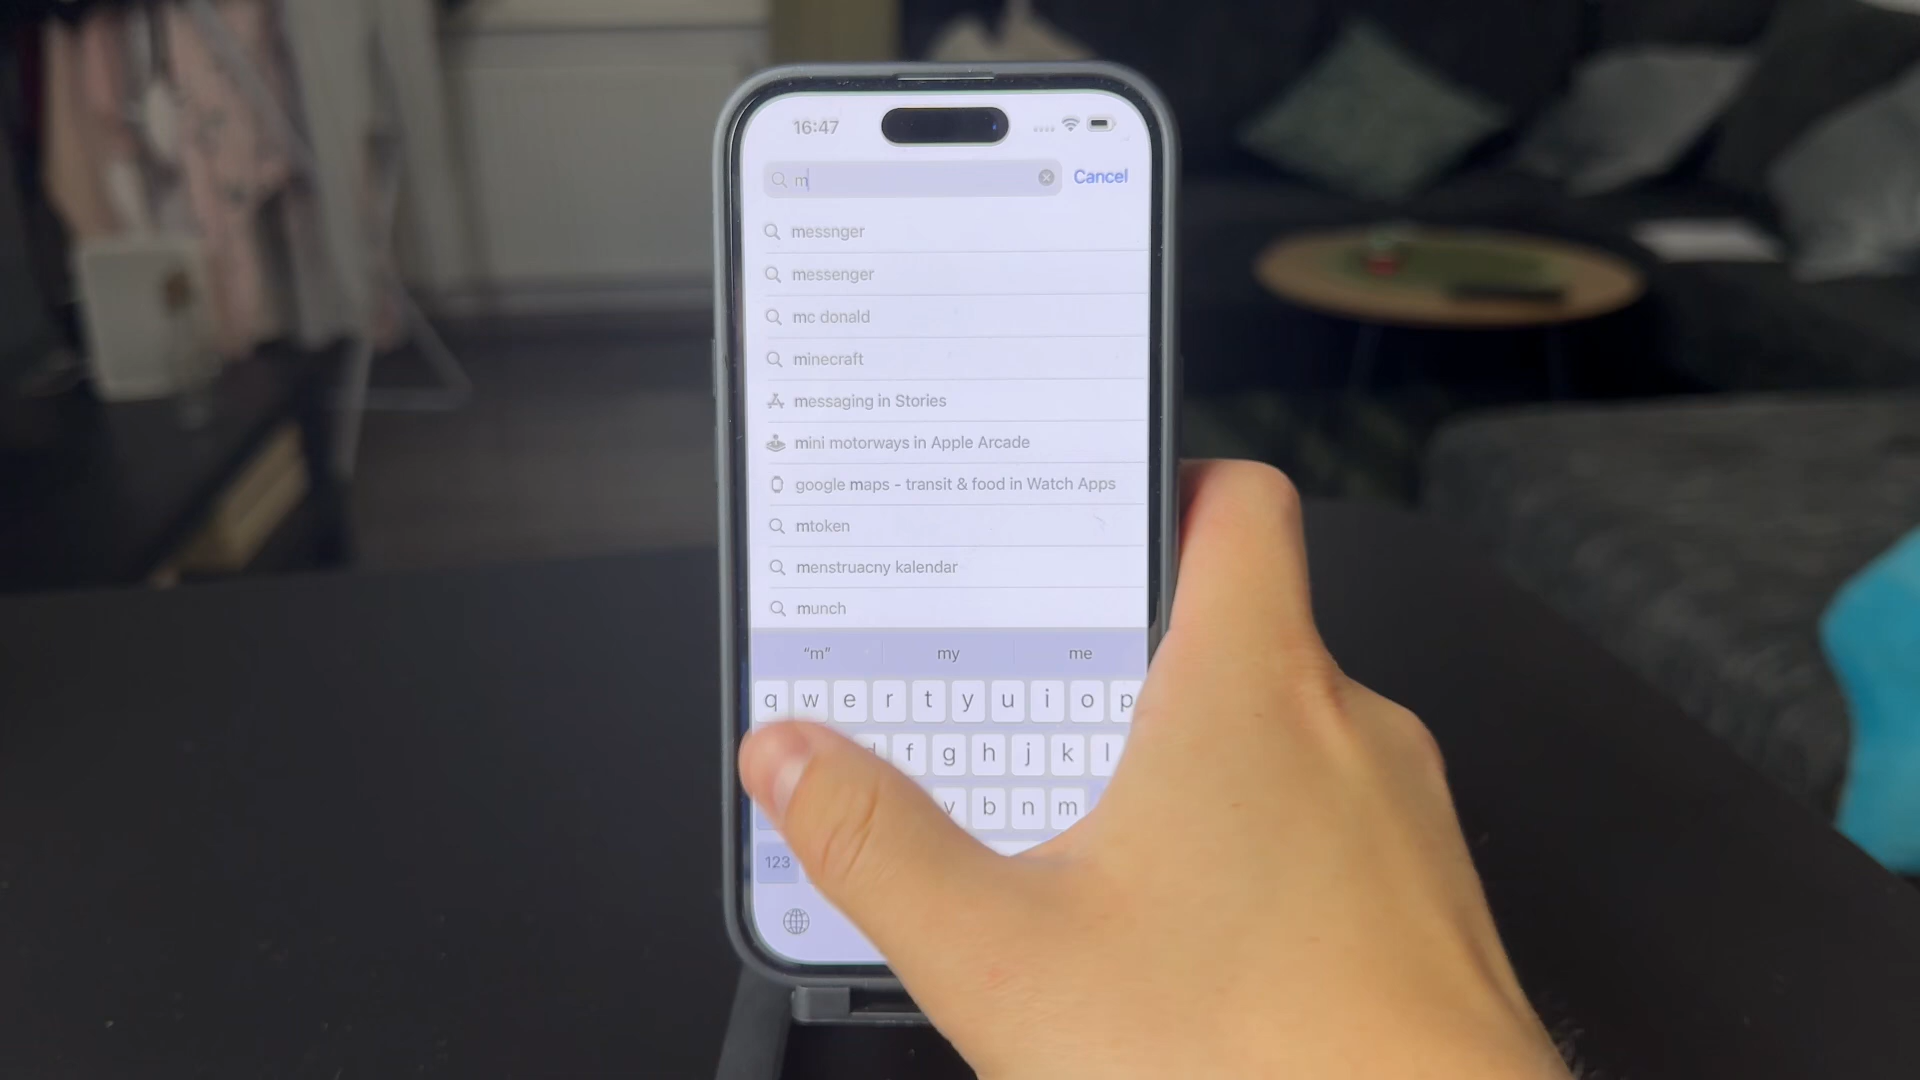 16:47
m
Cancel
messnger
messenger
mc donald
minecraft
messaging in Stories
mini motorways in Apple Arcade
google maps - transit & food in Watch Apps
mtoken
menstruacny kalendar
munch
“m”
my
me
q w e r t y u i o p
f g h j k l
v b n m
123